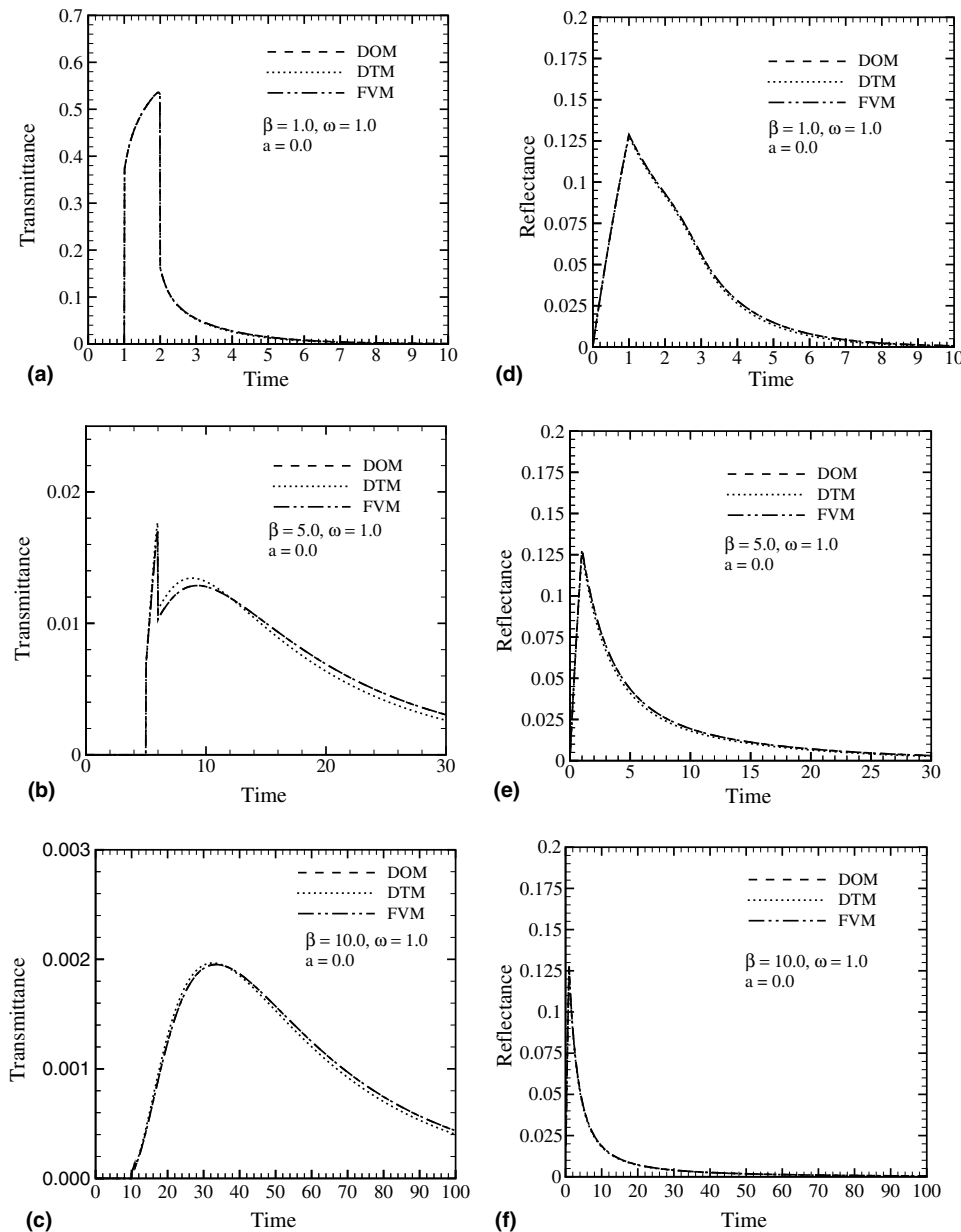 0.7
0.6
0.5
0.4
0.3
0.2
0.1
0
Transmittance
DOM
DTM
FVM
β = 1.0, ω = 1.0
a = 0.0
0 1 2 3 4 5 6 7 8 9 10
Time
(a)
0.2
0.175
0.15
0.125
0.1
0.075
0.05
0.025
0
Reflectance
DOM
DTM
FVM
β = 1.0, ω = 1.0
a = 0.0
0 1 2 3 4 5 6 7 8 9 10
Time
(d)
0.02
0.01
0
Transmittance
DOM
DTM
FVM
β = 5.0, ω = 1.0
a = 0.0
0 10 20 30
Time
(b)
0.2
0.175
0.15
0.125
0.1
0.075
0.05
0.025
0
Reflectance
DOM
DTM
FVM
β = 5.0, ω = 1.0
a = 0.0
0 5 10 15 20 25 30
Time
(e)
0.003
0.002
0.001
0.000
Transmittance
DOM
DTM
FVM
β = 10.0, ω = 1.0
a = 0.0
0 10 20 30 40 50 60 70 80 90 100
Time
(c)
0.2
0.175
0.15
0.125
0.1
0.075
0.05
0.025
0
Reflectance
DOM
DTM
FVM
β = 10.0, ω = 1.0
a = 0.0
0 10 20 30 40 50 60 70 80 90 100
Time
(f)